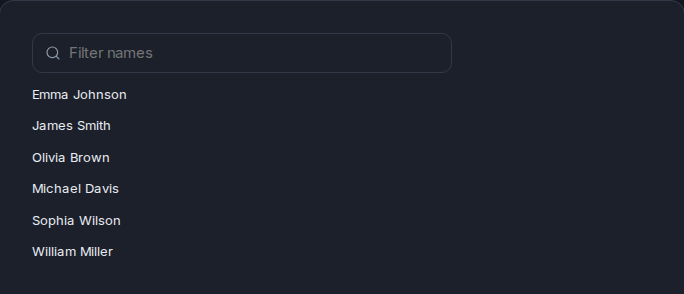 Filter names
Emma Johnson
James Smith
Olivia Brown
Michael Davis
Sophia Wilson
William Miller